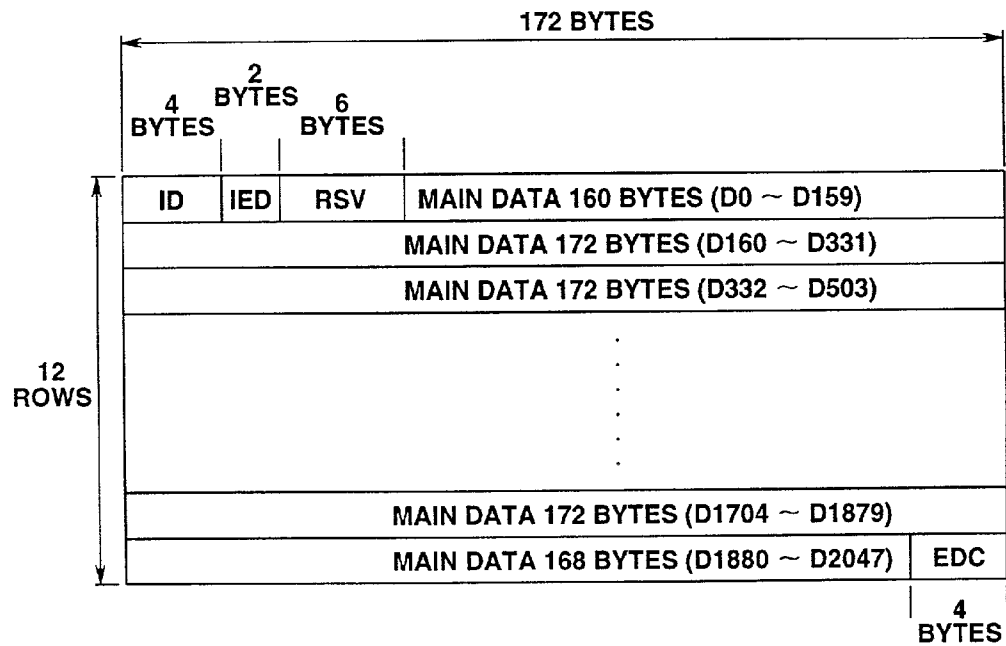 172 BYTES
4
BYTES
2
BYTES
6
BYTES
ID IED RSV MAIN DATA 160 BYTES (D0 ~ D159)
MAIN DATA 172 BYTES (D160 ~ D331)
MAIN DATA 172 BYTES (D332 ~ D503)
12
ROWS
MAIN DATA 172 BYTES (D1704 ~ D1879)
MAIN DATA 168 BYTES (D1880 ~ D2047) EDC
4
BYTES